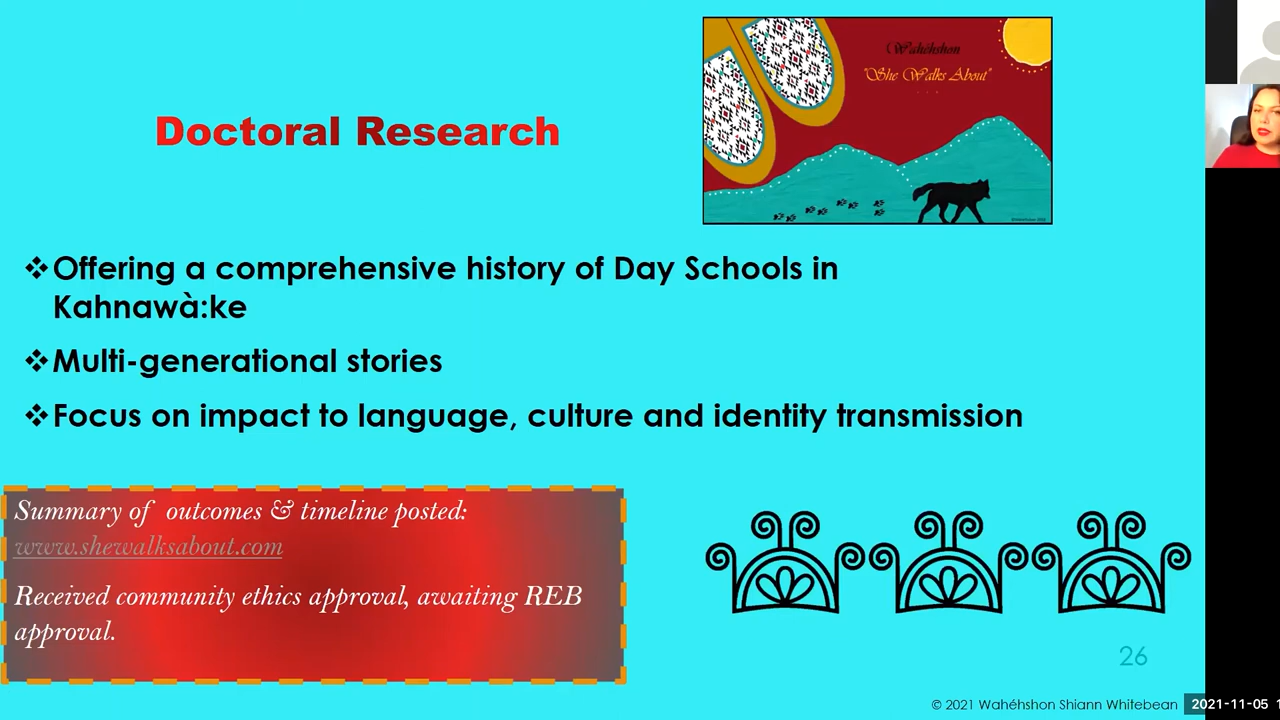 Wahéhshon
"She Walks About"
. . .
Doctoral Research
❖Offering a comprehensive history of Day Schools in
Kahnawà:ke
❖Multi-generational stories
❖Focus on impact to language, culture and identity transmission
Summary of outcomes & timeline posted:
www.shewalksabout.com
Received community ethics approval, awaiting REB
approval.
26
© 2021 Wahéhshon Shiann Whitebean
2021-11-05